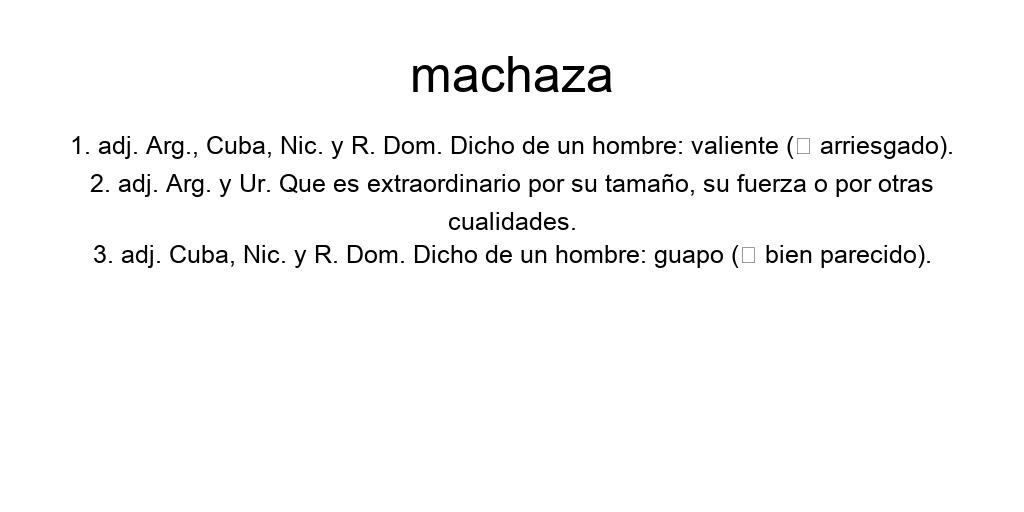 machaza
1. adj. Arg., Cuba, Nic. y R. Dom. Dicho de un hombre: valiente (□ arriesgado).
2. adj. Arg. y Ur. Que es extraordinario por su tamaño, su fuerza o por otras
cualidades.
3. adj. Cuba, Nic. y R. Dom. Dicho de un hombre: guapo (□ bien parecido).